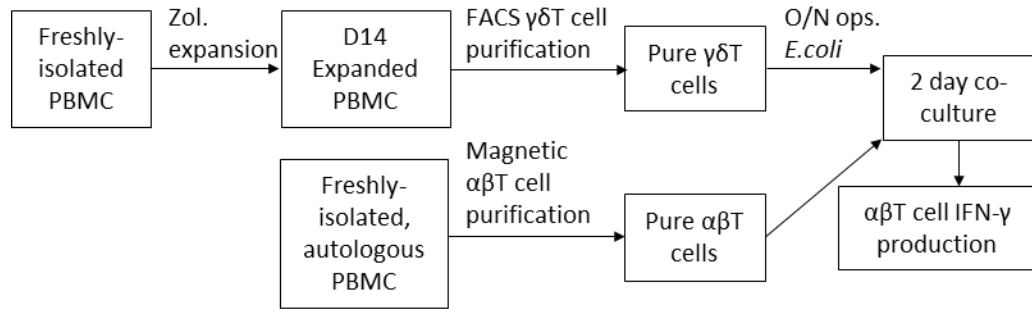 Freshly-
isolated
PBMC
Zol.
expansion
D14
Expanded
PBMC
FACS γδT cell
purification
Pure γδT
cells
O/N ops.
E.coli
2 day co-
culture
Freshly-
isolated,
autologous
PBMC
Magnetic
αβT cell
purification
Pure αβT
cells
αβT cell IFN-γ
production